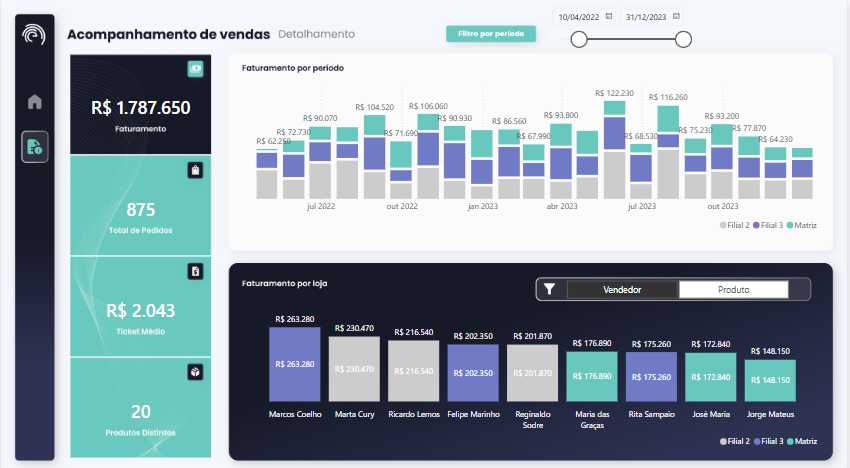 Acompanhamento de vendas Detalhamento
Filtro por período
10/04/2022 31/12/2023
R$ 1.787.650
Faturamento
875
Total de Pedidos
R$ 2.043
Ticket Médio
20
Produtos Distintos
Faturamento por período
R$ 62.250 R$ 72.730 R$ 90.070 R$ 104.520 R$ 71.690 R$ 106.060 R$ 90.930 R$ 86.560 R$ 67.990 R$ 93.800 R$ 122.230 R$ 68.530 R$ 116.260 R$ 75.230 R$ 93.200 R$ 77.870 R$ 64.230
jul 2022 out 2022 jan 2023 abr 2023 jul 2023 out 2023
Filial 2 Filial 3 Matriz
Faturamento por loja
Vendedor Produto
R$ 263.280 R$ 230.470 R$ 216.540 R$ 202.350 R$ 201.870 R$ 176.890 R$ 175.260 R$ 172.840 R$ 148.150
R$ 263.280 R$ 230.470 R$ 216.540 R$ 202.350 R$ 201.870 R$ 176.890 R$ 175.260 R$ 172.840 R$ 148.150
Marcos Coelho Marta Cury Ricardo Lemos Felipe Marinho Reginaldo Sodre Maria das Graças Rita Sampaio José Maria Jorge Mateus
Filial 2 Filial 3 Matriz